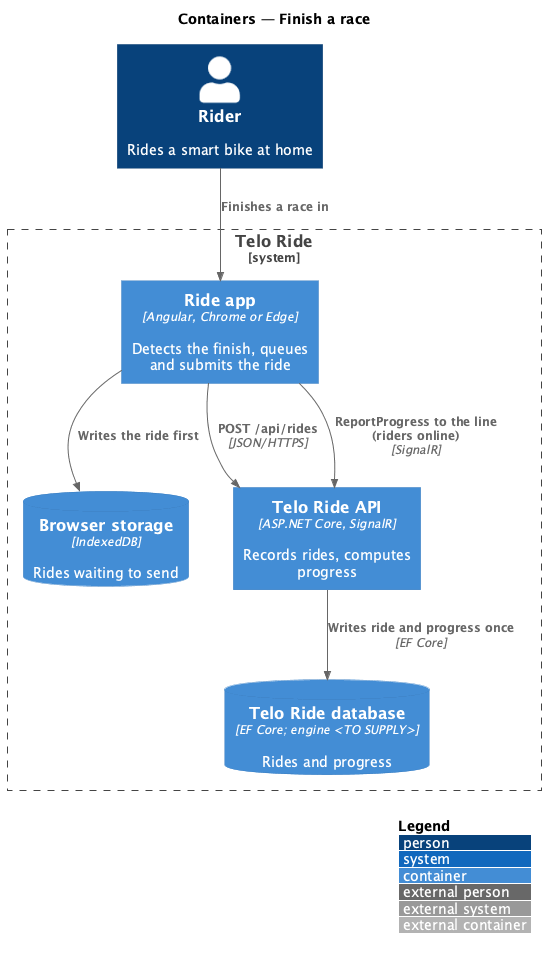 Containers — Finish a race
Rider
Rides a smart bike at home
Finishes a race in
Telo Ride
[system]
Ride app
[Angular, Chrome or Edge]
Detects the finish, queues
and submits the ride
Writes the ride first
POST /api/rides
[JSON/HTTPS]
ReportProgress to the line
(riders online)
[SignalR]
Browser storage
[IndexedDB]
Rides waiting to send
Telo Ride API
[ASP.NET Core, SignalR]
Records rides, computes
progress
Writes ride and progress once
[EF Core]
Telo Ride database
[EF Core; engine <TO SUPPLY>]
Rides and progress
Legend
person
system
container
external person
external system
external container